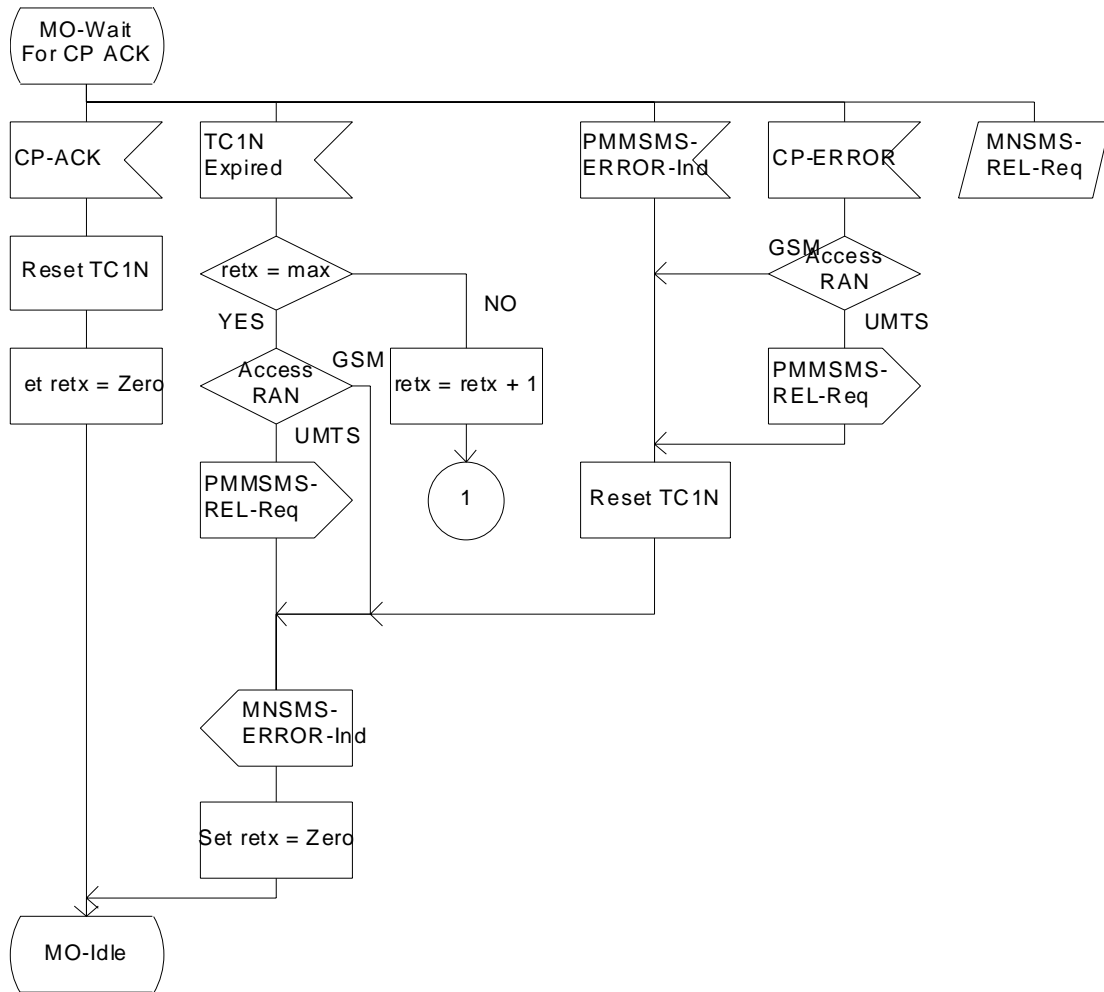 MO-Wait
For CP ACK
CP-ACK
TC1N
Expired
PMMSMS-
ERROR-Ind
CP-ERROR
MNSMS-
REL-Req
Reset TC1N
retx = max
GSM
Access
RAN
NO
YES
UMTS
et retx = Zero
Access
RAN
GSM
retx = retx + 1
PMMSMS-
REL-Req
UMTS
PMMSMS-
REL-Req
1
Reset TC1N
MNSMS-
ERROR-Ind
Set retx = Zero
MO-Idle